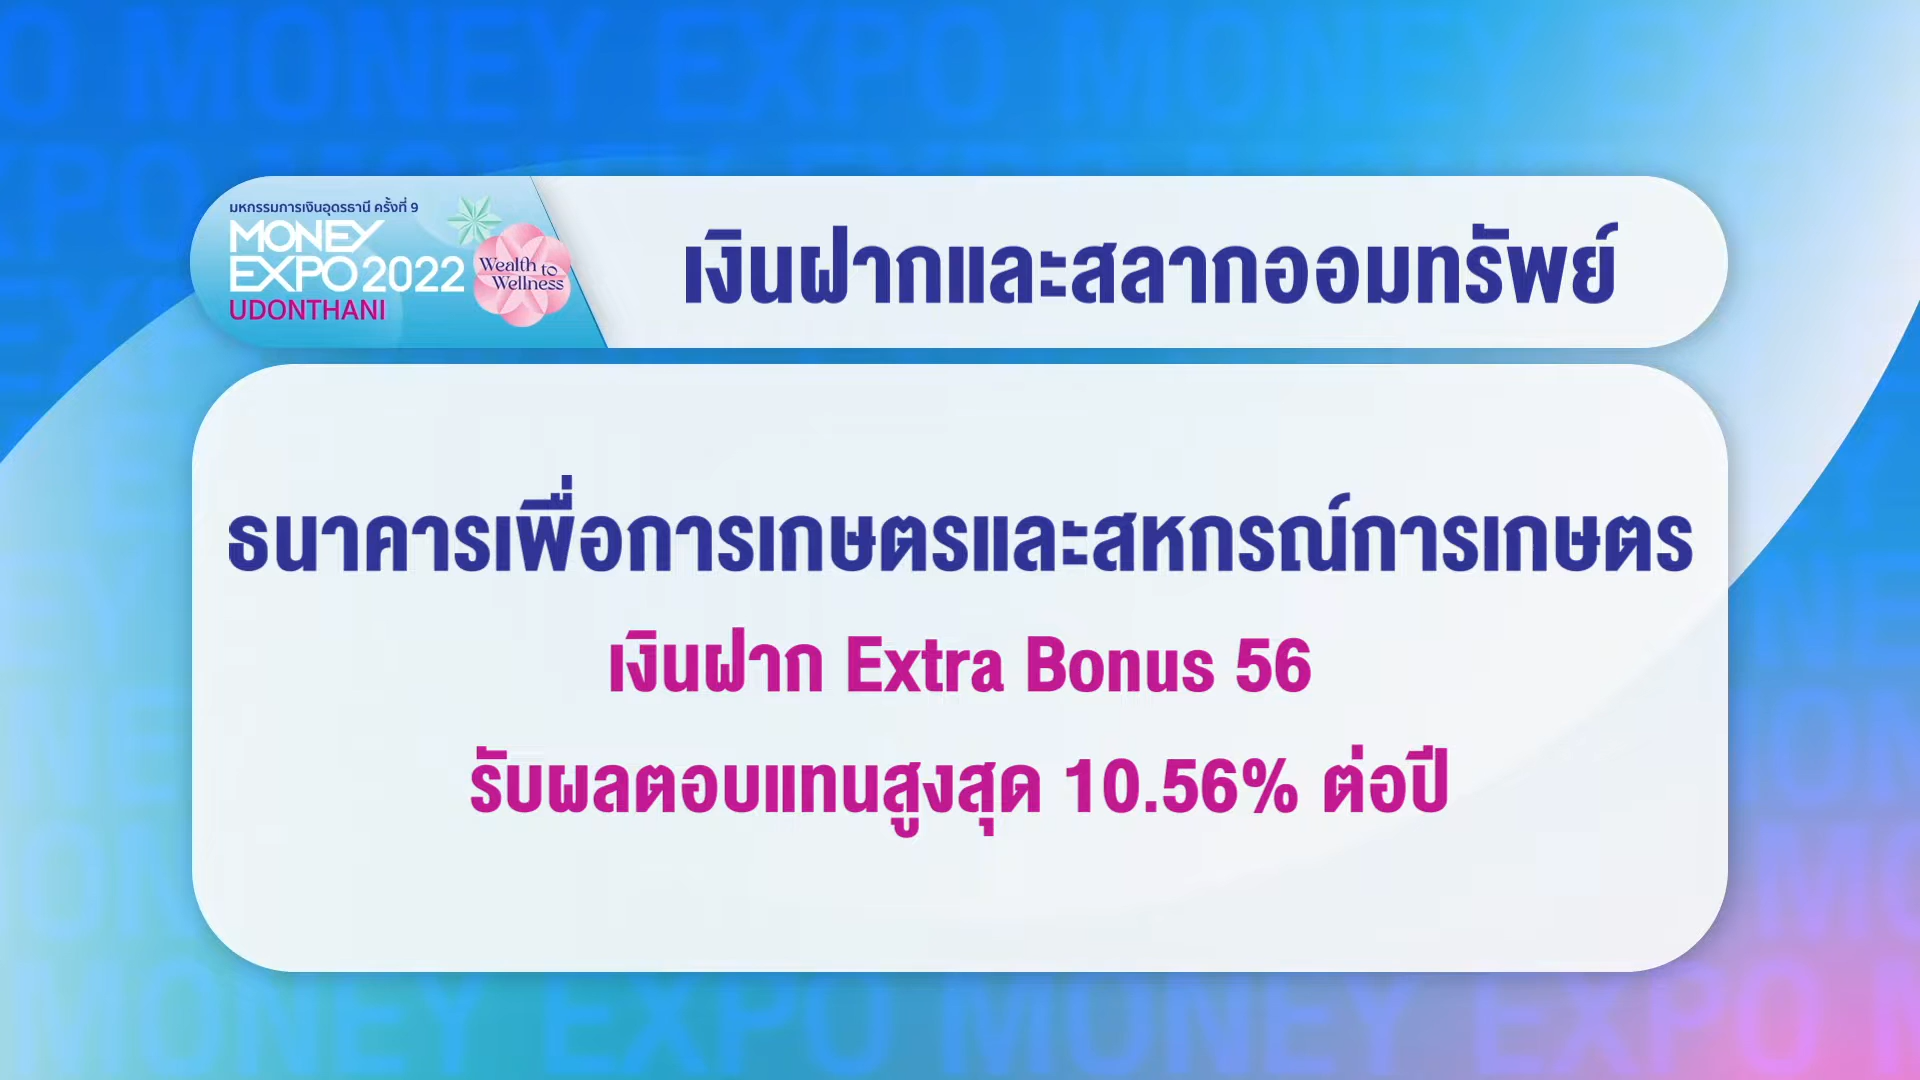 มหกรรมการเงินอุดรธานี ครั้งที่ 9
MONEY
EXPO 2022
UDONTHANI
Wealth to
Wellness
เงินฝากและสลากออมทรัพย์
ธนาคารเพื่อการเกษตรและสหกรณ์การเกษตร
เงินฝาก Extra Bonus 56
รับผลตอบแทนสูงสุด 10.56% ต่อปี